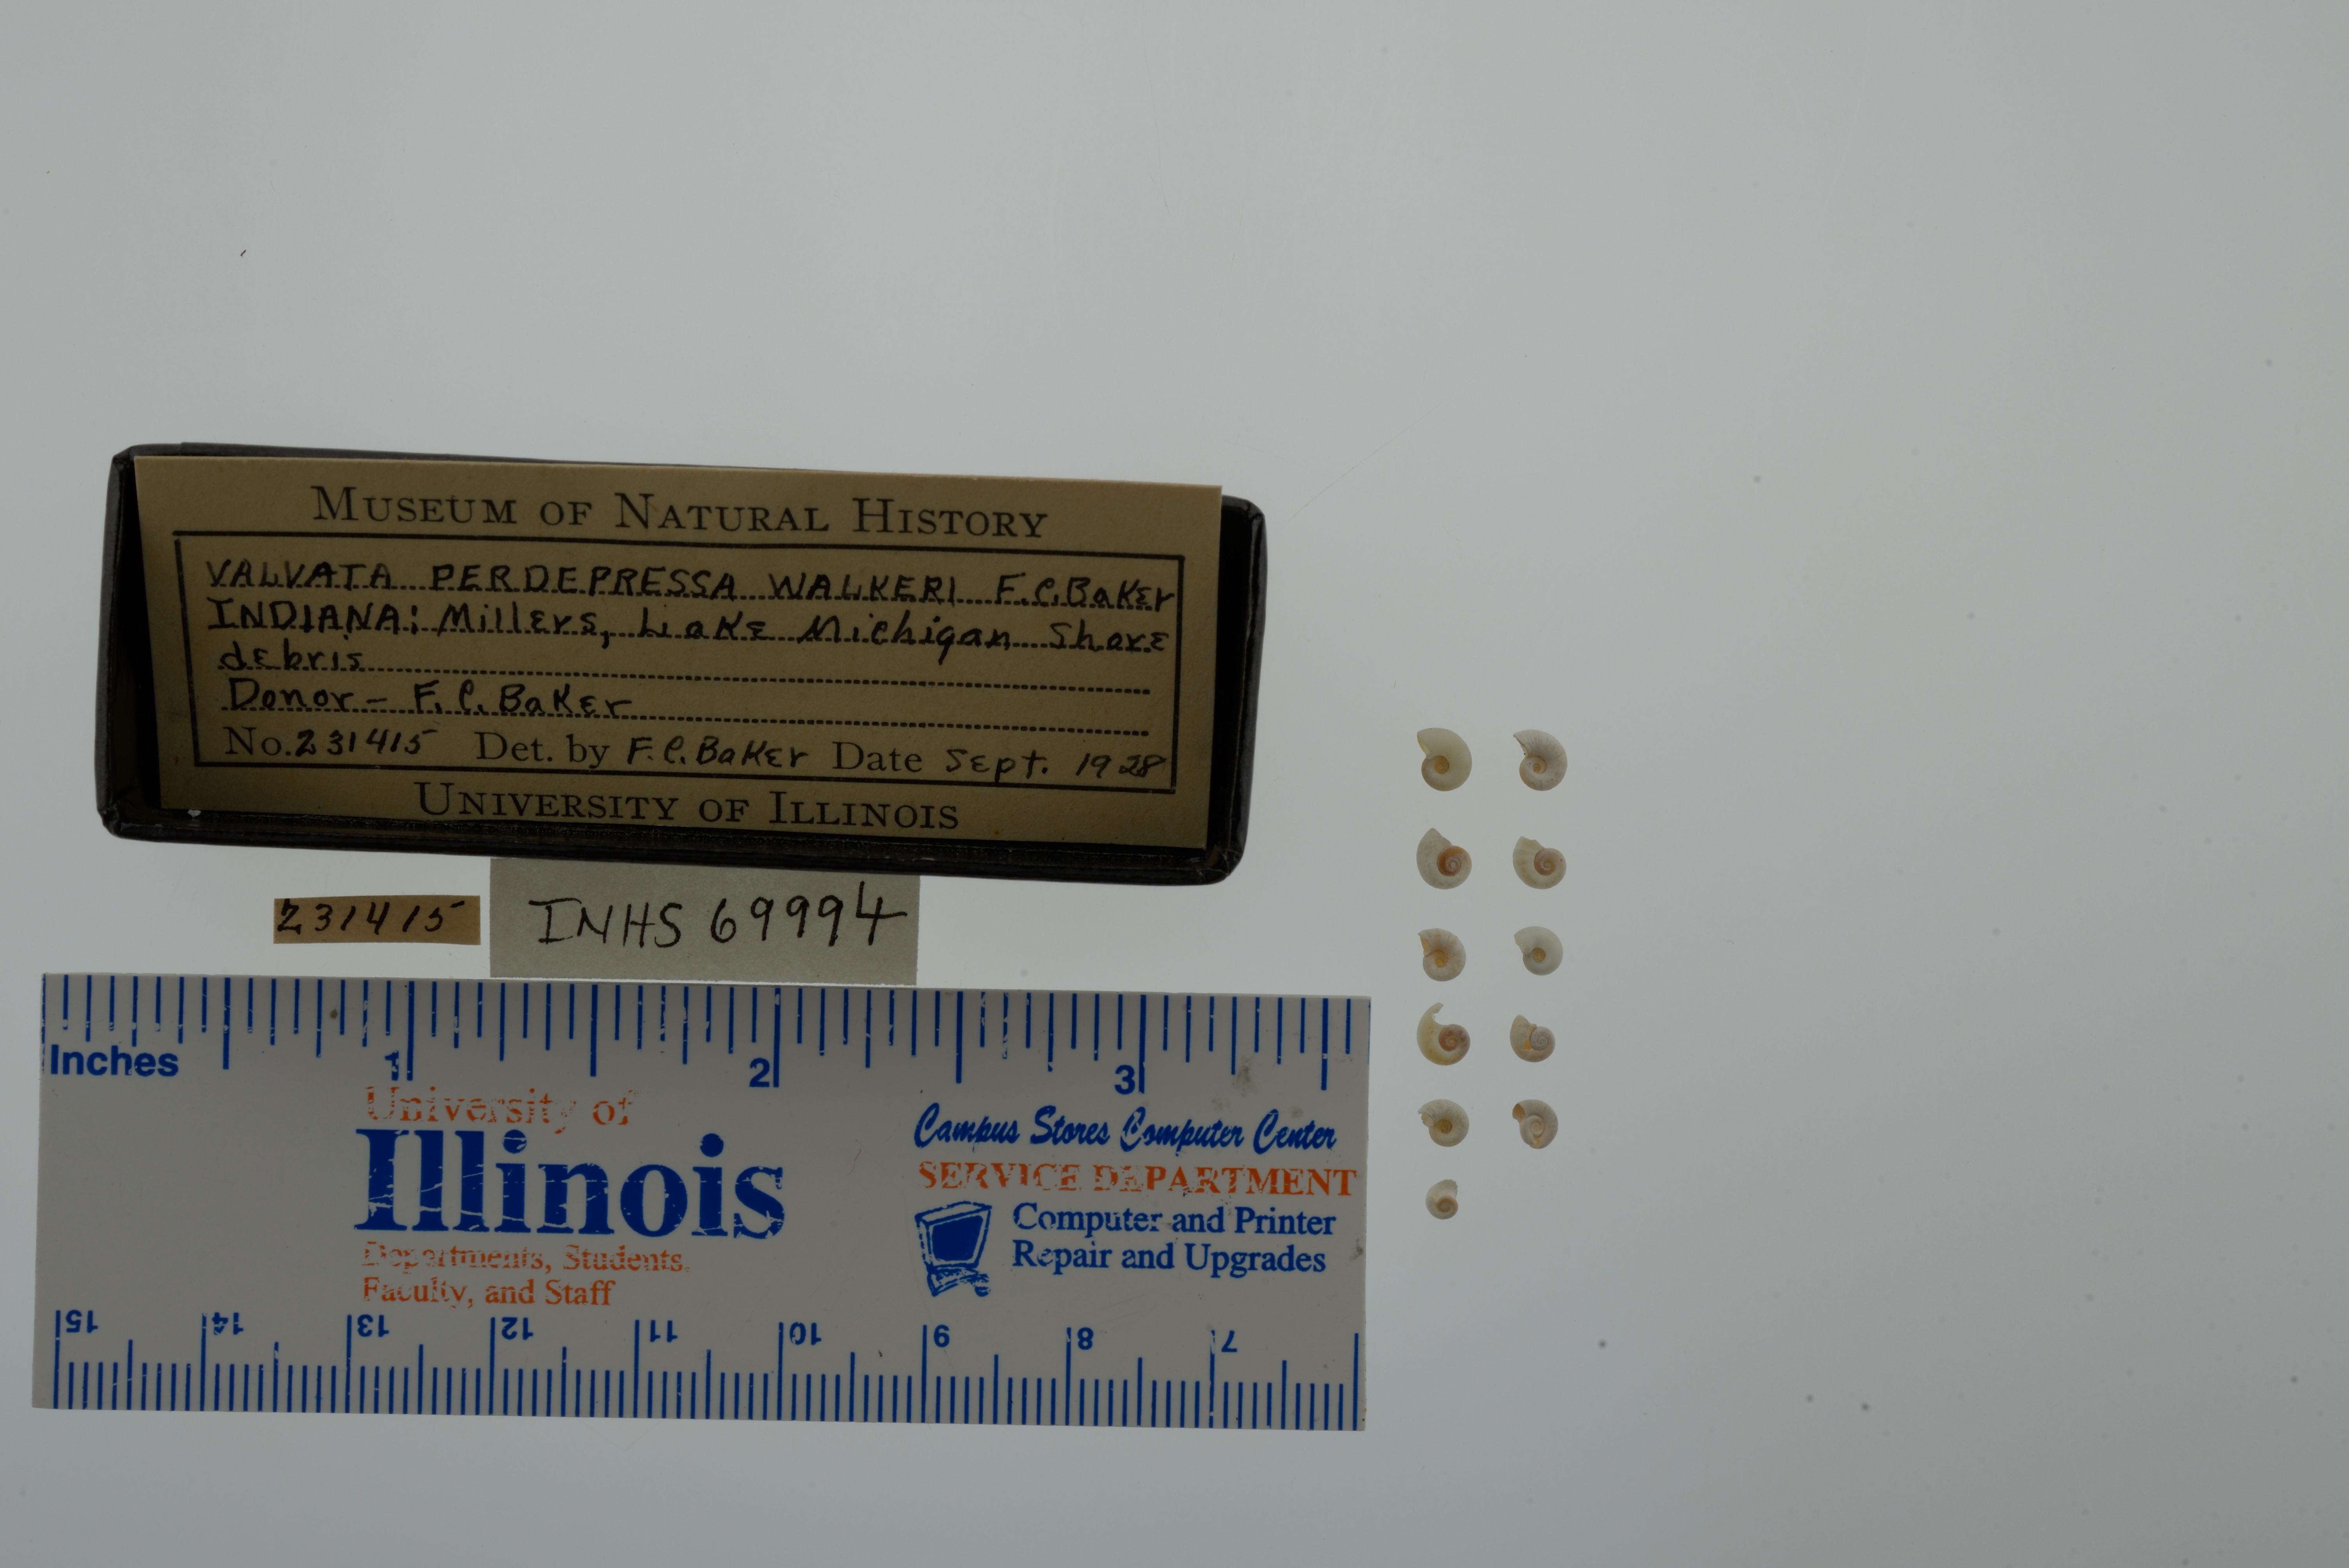 MUSEUM OF NATURAL HISTORY
VALVATA PERDEPRESSA WALKERI F.C.Baker
INDIANA: Millers, Lake Michigan shore
debris
Donor - F. C. Baker
No. 231415 Det. by F. C. Baker Date Sept. 1928
UNIVERSITY OF ILLINOIS
231415
INHS 69994
Inches 1 2 3
University of
Illinois
Departments, Students,
Faculty, and Staff
Campus Stores Computer Center
SERVICE DEPARTMENT
Computer and Printer
Repair and Upgrades
15 14 13 12 11 10 9 8 7